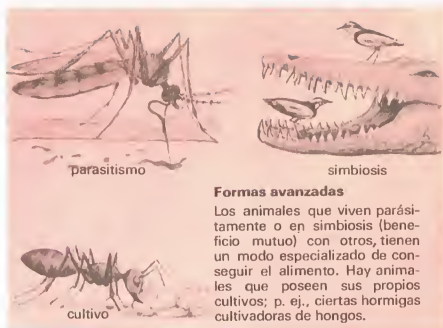 parasitismo
simbiosis
Formas avanzadas
Los animales que viven parási-
tamente o en simbiosis (bene-
ficio mutuo) con otros, tienen
un modo especializado de con-
seguir el alimento. Hay anima-
les que poseen sus propios
cultivos; p. ej., ciertas hormigas
cultivadoras de hongos.
cultivo